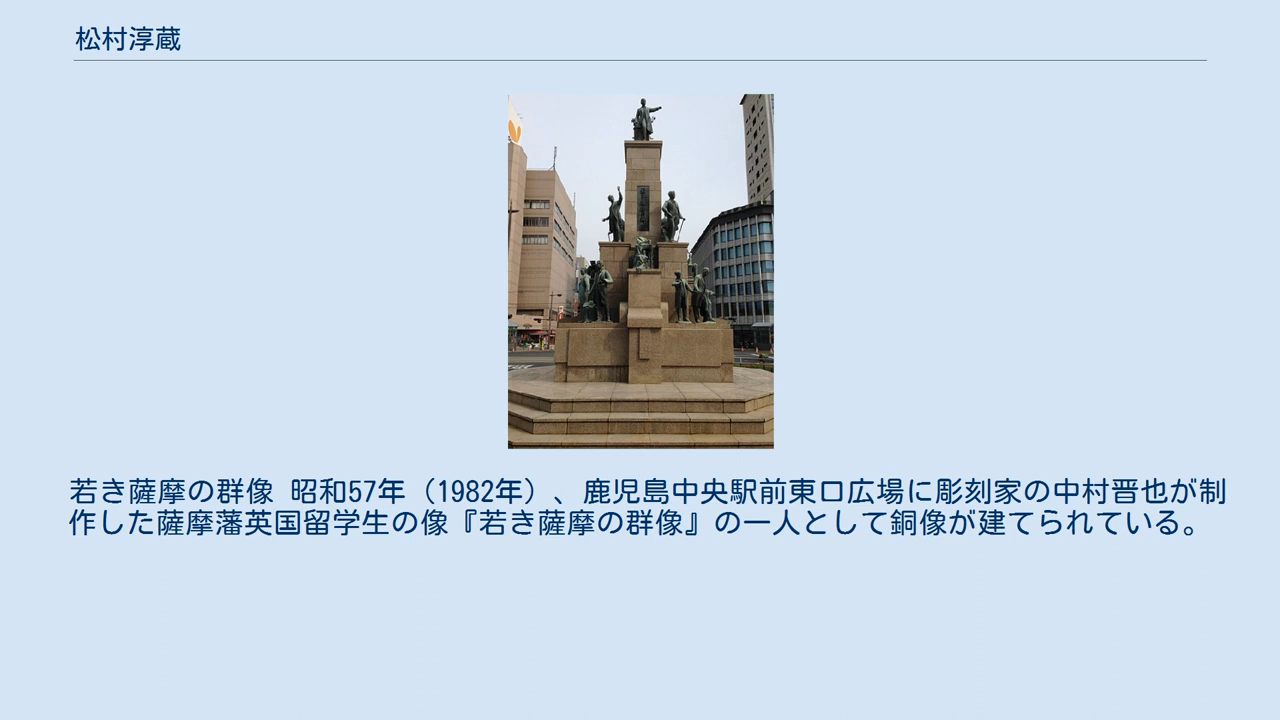 松村淳蔵
若き薩摩の群像 昭和57年（1982年）、鹿児島中央駅前東口広場に彫刻家の中村晋也が制
作した薩摩藩英国留学生の像『若き薩摩の群像』の一人として銅像が建てられている。